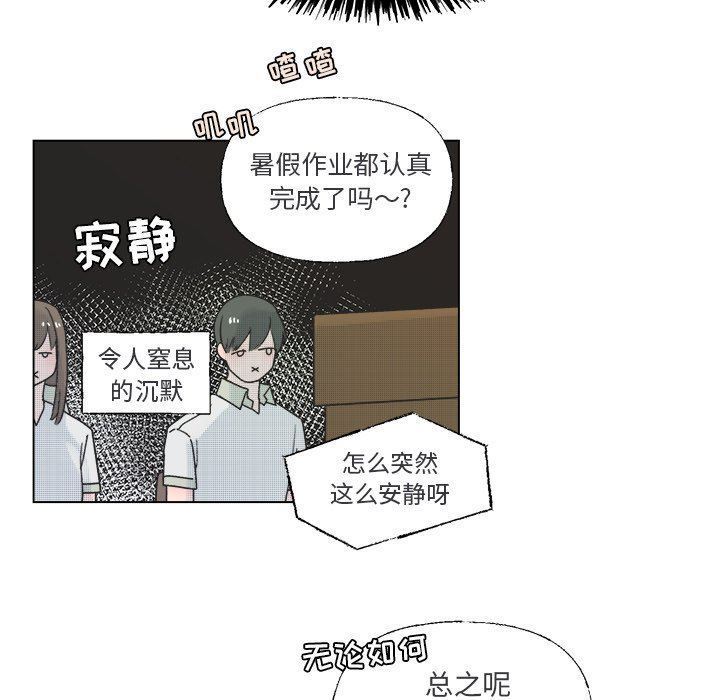 喳喳
叽叽
暑假作业都认真
完成了吗～?
寂静
令人窒息
的沉默
怎么突然
这么安静呀
无论如何
总之呢